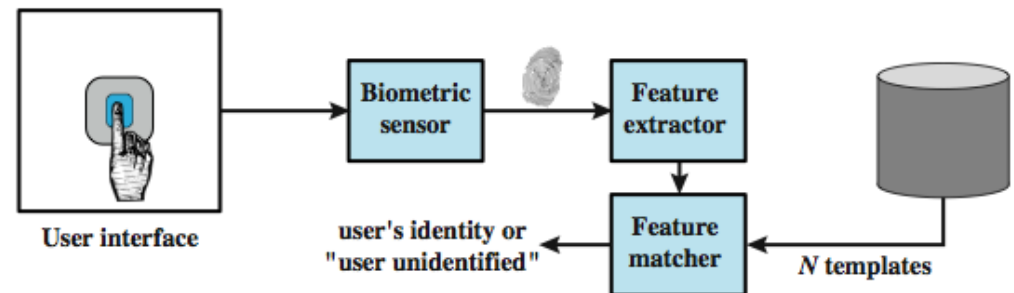 Biometric
sensor
Feature
extractor
User interface
user's identity or
"user unidentified"
Feature
matcher
N templates